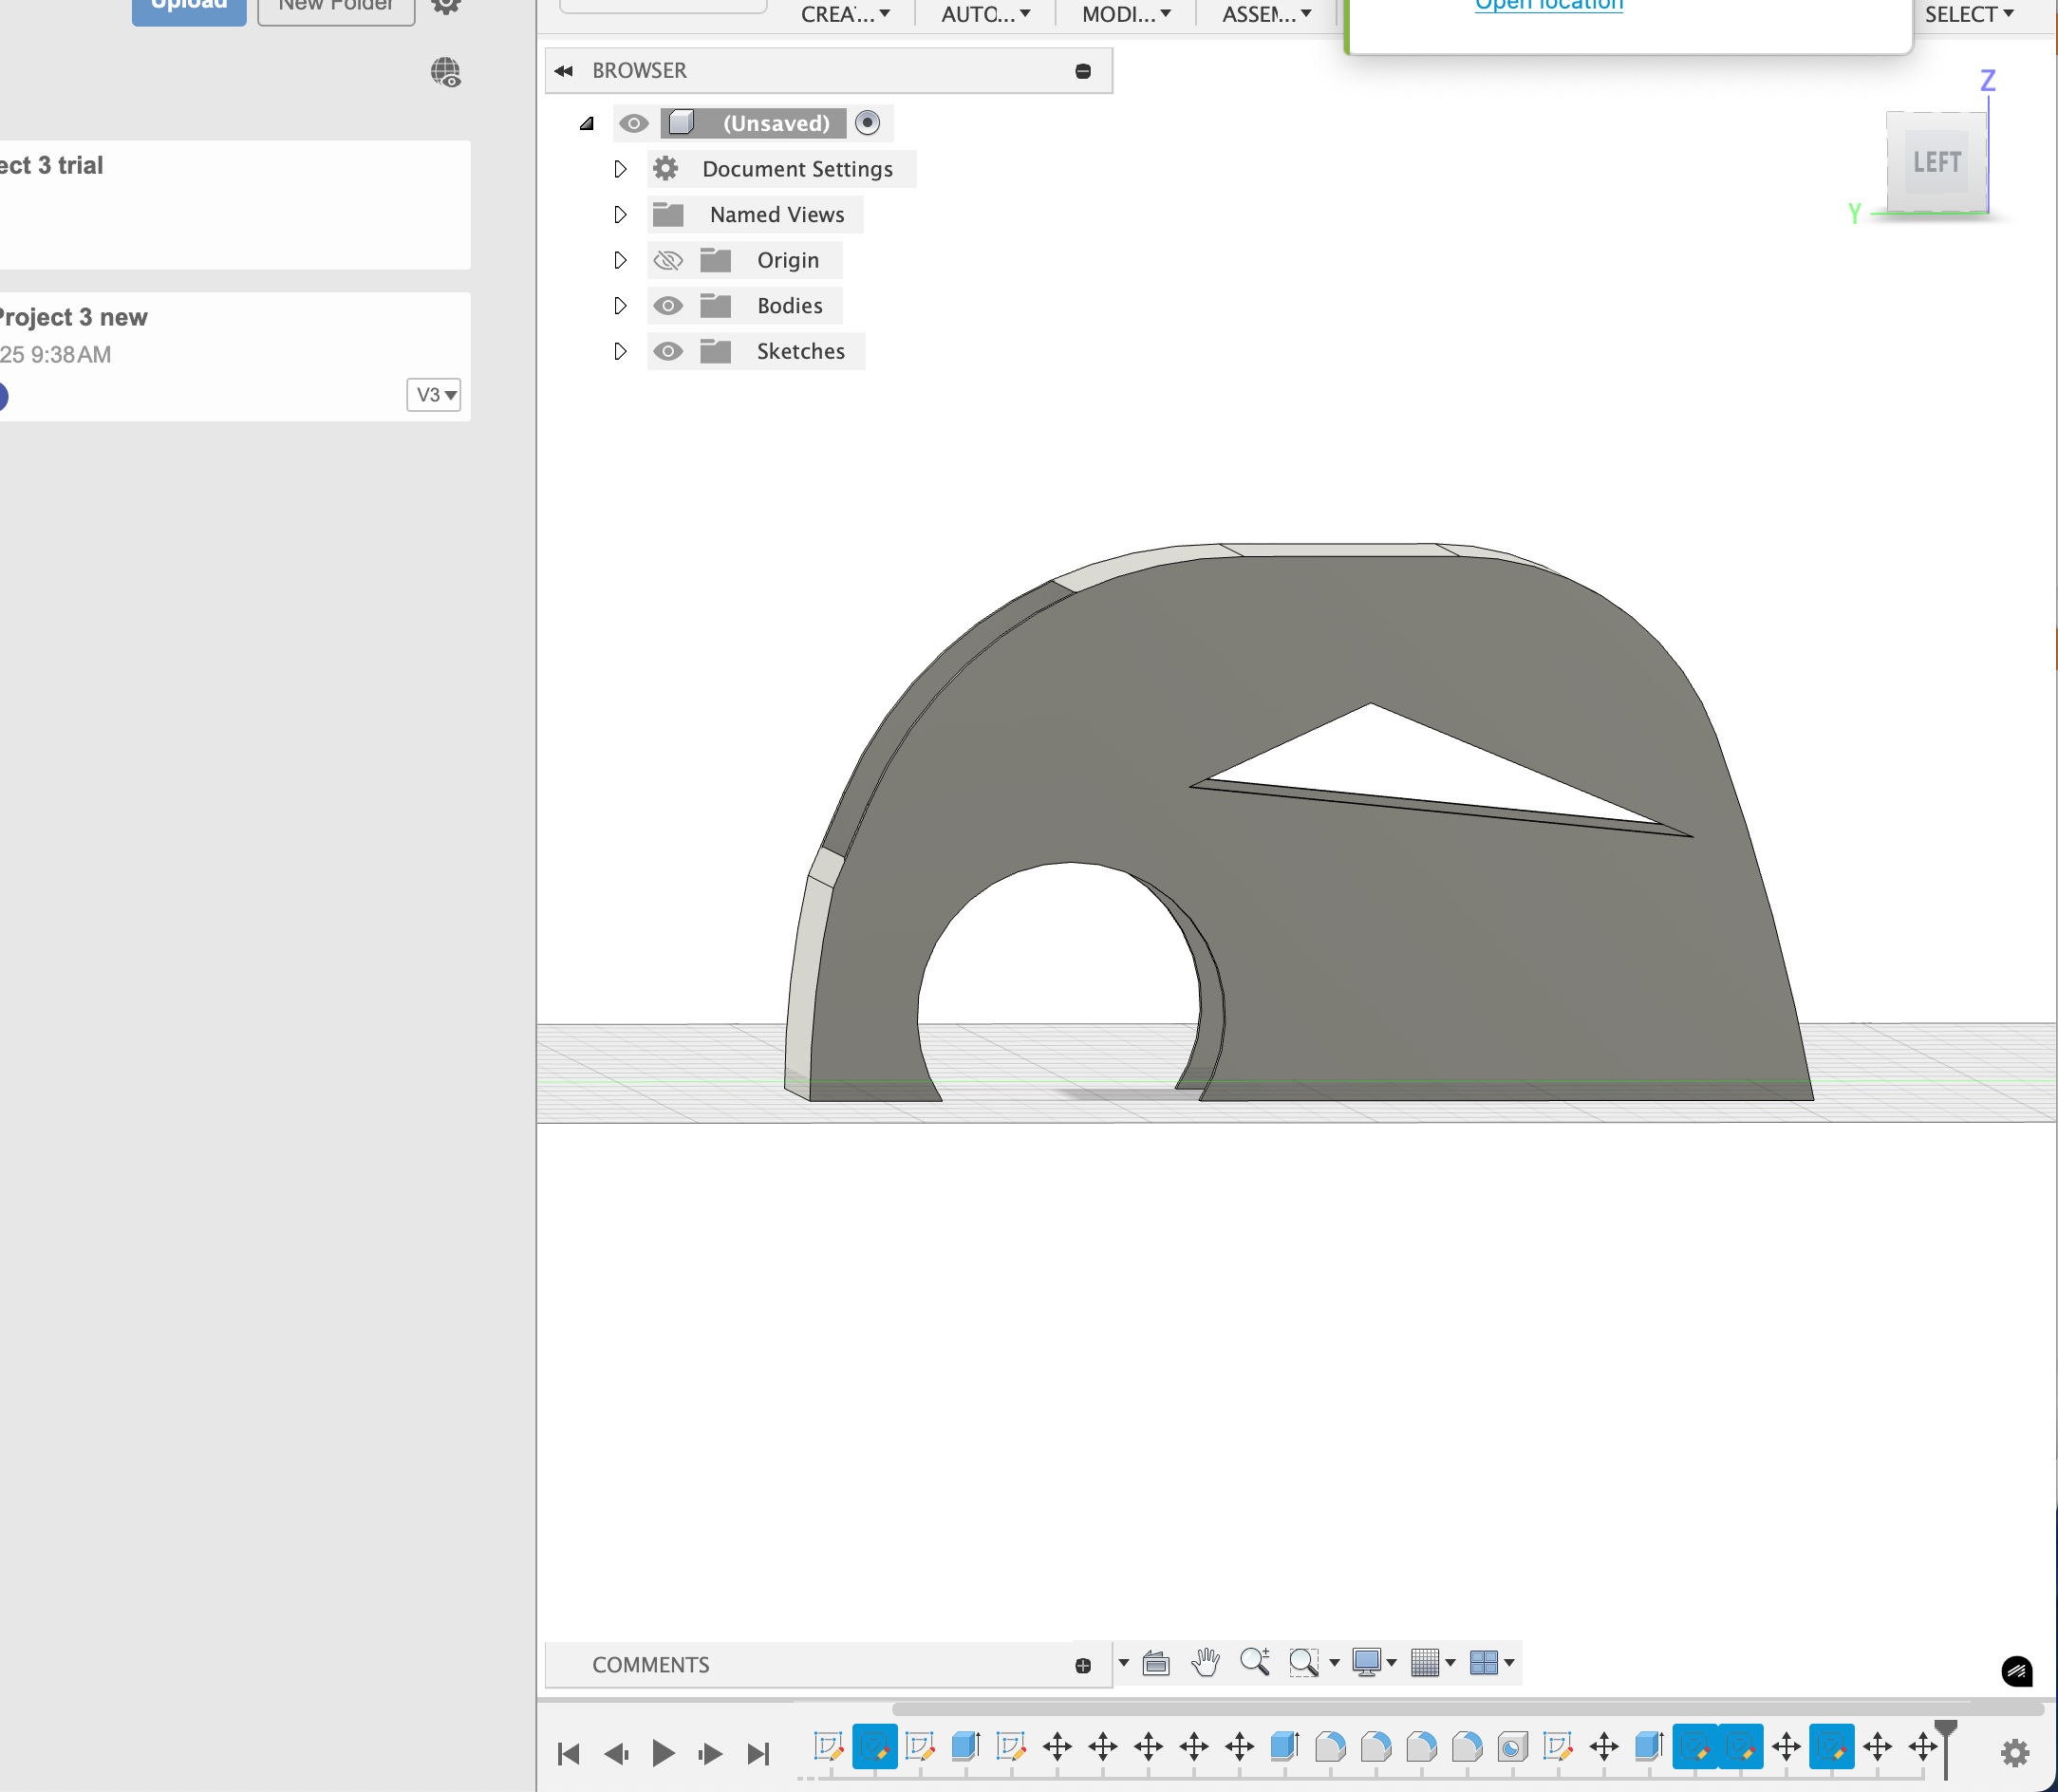 Upload
New Folder
ect 3 trial
Project 3 new
25 9:38 AM
V3
CREA...
AUTO...
MODI...
ASSEM...
Open location
SELECT
BROWSER
(Unsaved)
Document Settings
Named Views
Origin
Bodies
Sketches
Z
LEFT
Y
COMMENTS